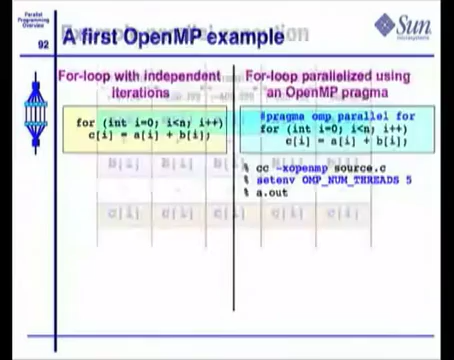 Parallel
Programming
Overview
92
A first OpenMP example
Sun
microsystems
For-loop with independent
iterations
for (int i=0; i<n; i++)
c[i] = a[i] + b[i];
For-loop parallelized using
an OpenMP pragma
#pragma omp parallel for
for (int i=0; i<n; i++)
c[i] = a[i] + b[i];
% cc -xopenmp source.c
% setenv OMP_NUM_THREADS 5
% a.out
b[i] b[i] b[i] b[i] b[i]
c[i] c[i] c[i] c[i] c[i]